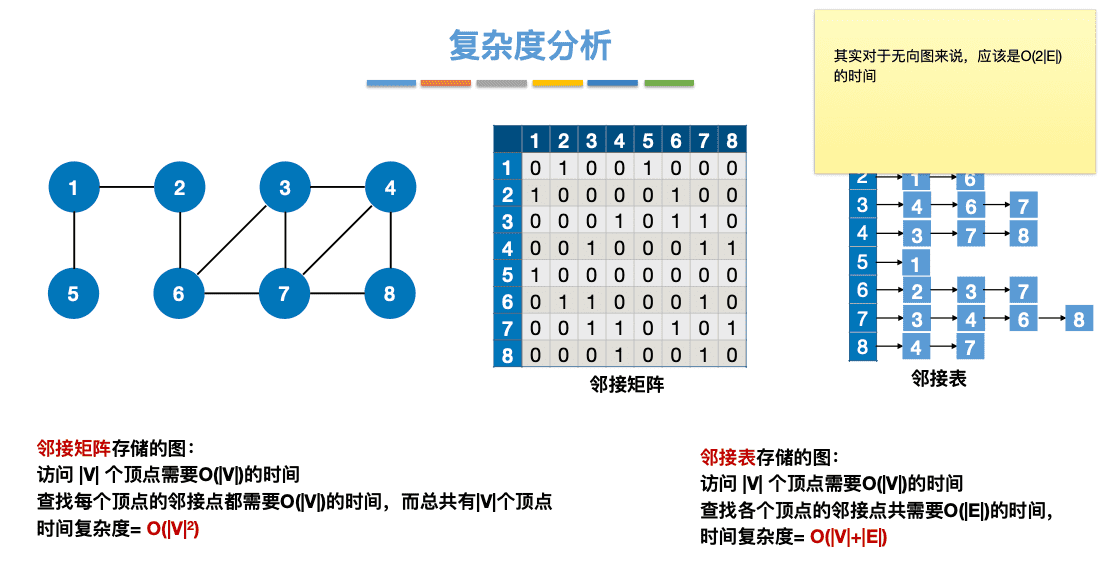 复杂度分析
其实对于无向图来说，应该是O(2|E|)
的时间
1 2 3 4
5 6 7 8
1 2 3 4 5 6 7 8
1 0 1 0 0 1 0 0 0
2 1 0 0 0 0 1 0 0
3 0 0 0 1 0 1 1 0
4 0 0 1 0 0 0 1 1
5 1 0 0 0 0 0 0 0
6 0 1 1 0 0 0 1 0
7 0 0 1 1 0 1 0 1
8 0 0 0 1 0 0 1 0
邻接矩阵
2 1 6
3 4 6 7
4 3 7 8
5 1
6 2 3 7
7 3 4 6 8
8 4 7
邻接表
邻接矩阵存储的图：
访问 |V| 个顶点需要O(|V|)的时间
查找每个顶点的邻接点都需要O(|V|)的时间，而总共有|V|个顶点
时间复杂度= O(|V|²)
邻接表存储的图：
访问 |V| 个顶点需要O(|V|)的时间
查找各个顶点的邻接点共需要O(|E|)的时间，
时间复杂度= O(|V|+|E|)